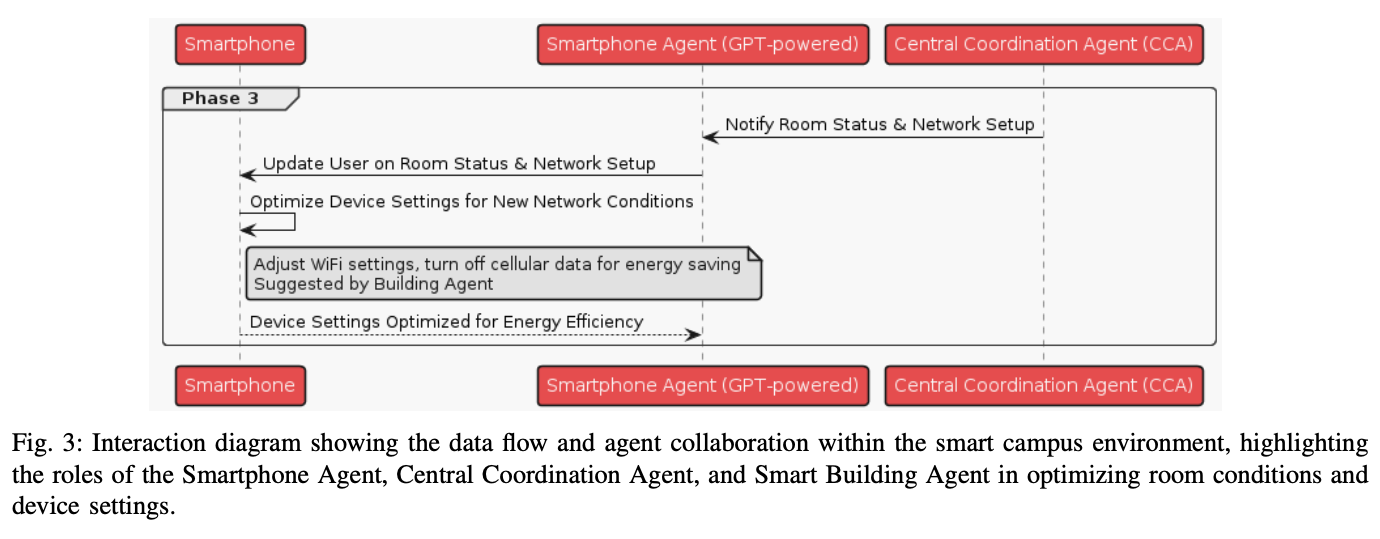 Smartphone
Smartphone Agent (GPT-powered)
Central Coordination Agent (CCA)
Phase 3
Notify Room Status & Network Setup
Update User on Room Status & Network Setup
Optimize Device Settings for New Network Conditions
Adjust WiFi settings, turn off cellular data for energy saving
Suggested by Building Agent
Device Settings Optimized for Energy Efficiency
Smartphone
Smartphone Agent (GPT-powered)
Central Coordination Agent (CCA)
Fig. 3: Interaction diagram showing the data flow and agent collaboration within the smart campus environment, highlighting
the roles of the Smartphone Agent, Central Coordination Agent, and Smart Building Agent in optimizing room conditions and
device settings.